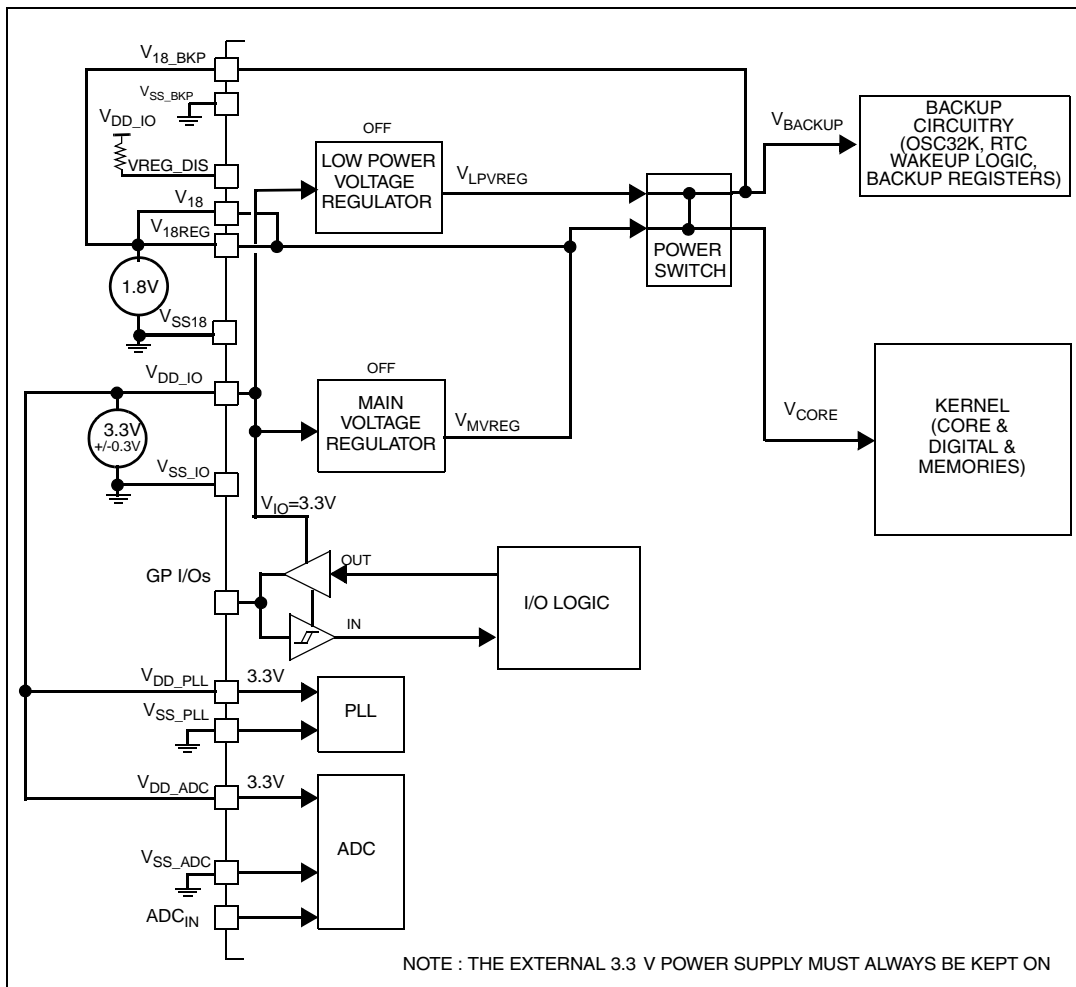 V18_BKP
VSS_BKP
VDD_IO
VREG_DIS
V18
V18REG
1.8V
VSS18
VDD_IO
3.3V
+/-0.3V
VSS_IO
OFF
LOW POWER
VOLTAGE
REGULATOR
VLPVREG
POWER
SWITCH
VBACKUP
BACKUP
CIRCUITRY
(OSC32K, RTC
WAKEUP LOGIC,
BACKUP REGISTERS)
OFF
MAIN
VOLTAGE
REGULATOR
VMVREG
VCORE
KERNEL
(CORE &
DIGITAL &
MEMORIES)
VIO=3.3V
GP I/Os
OUT
IN
I/O LOGIC
VDD_PLL
3.3V
VSS_PLL
PLL
VDD_ADC
3.3V
VSS_ADC
ADCIN
ADC
NOTE : THE EXTERNAL 3.3 V POWER SUPPLY MUST ALWAYS BE KEPT ON